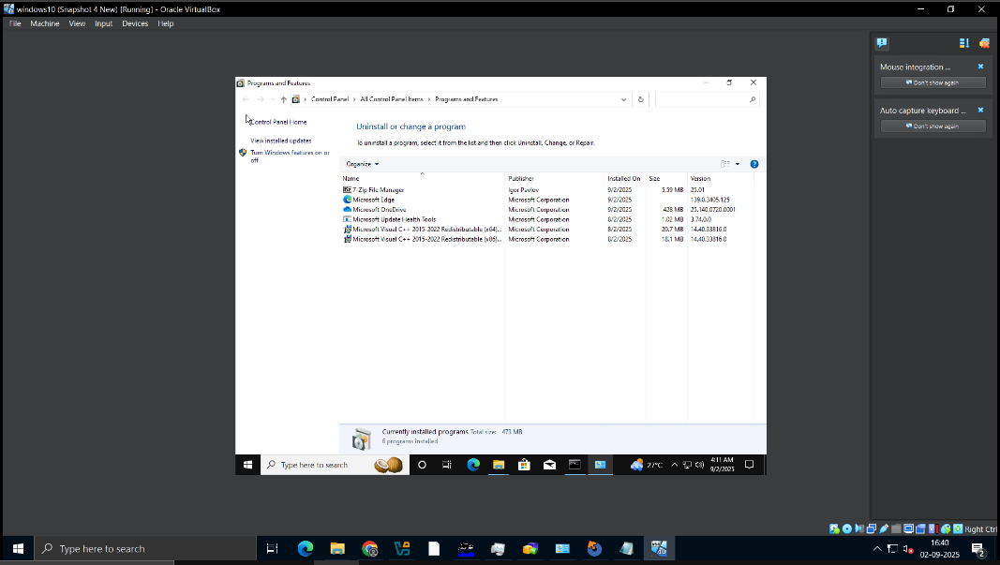 windows10 (Snapshot 4 New) [Running] - Oracle VirtualBox
File Machine View Input Devices Help
Mouse integration ...
Don't show again
Auto capture keyboard ...
Don't show again
Programs and Features
Control Panel > All Control Panel Items > Programs and Features
Control Panel Home
View installed updates
Turn Windows features on or
off
Uninstall or change a program
To uninstall a program, select it from the list and then click Uninstall, Change, or Repair.
Organize
Name Publisher Installed On Size Version
7-Zip File Manager Igor Pavlov 9/2/2025 5.59 MB 25.01
Microsoft Edge Microsoft Corporation 9/2/2025 139.0.3405.125
Microsoft OneDrive Microsoft Corporation 9/2/2025 428 MB 25.140.0720.0001
Microsoft Update Health Tools Microsoft Corporation 8/2/2025 1.02 MB 3.74.0.0
Microsoft Visual C++ 2015-2022 Redistributable (x64)... Microsoft Corporation 8/2/2025 20.7 MB 14.40.33816.0
Microsoft Visual C++ 2015-2022 Redistributable (x86)... Microsoft Corporation 8/2/2025 18.1 MB 14.40.33816.0
Currently installed programs Total size: 473 MB
6 programs installed
Type here to search
27°C
4:11 AM
9/2/2025
Right Ctrl
Type here to search
16:40
02-09-2025
2